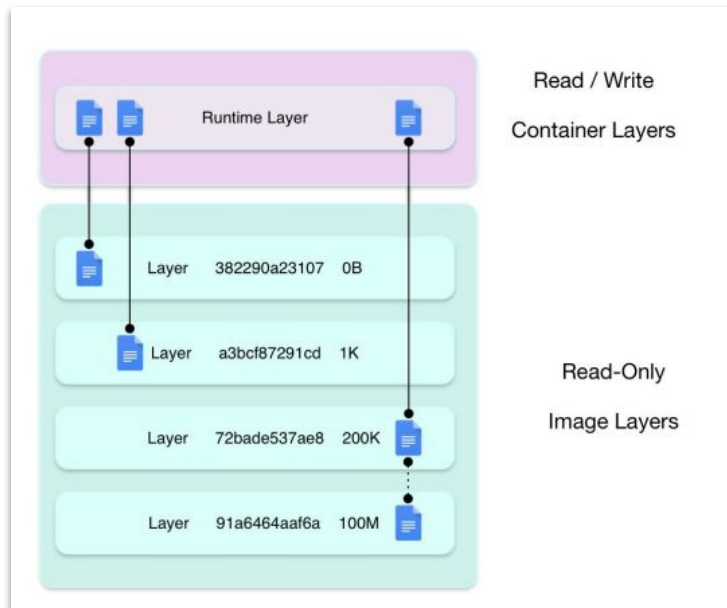 Read / Write
Container Layers
Runtime Layer
Layer 382290a23107 0B
Layer a3bcf87291cd 1K
Read-Only
Image Layers
Layer 72bade537ae8 200K
Layer 91a6464aaf6a 100M